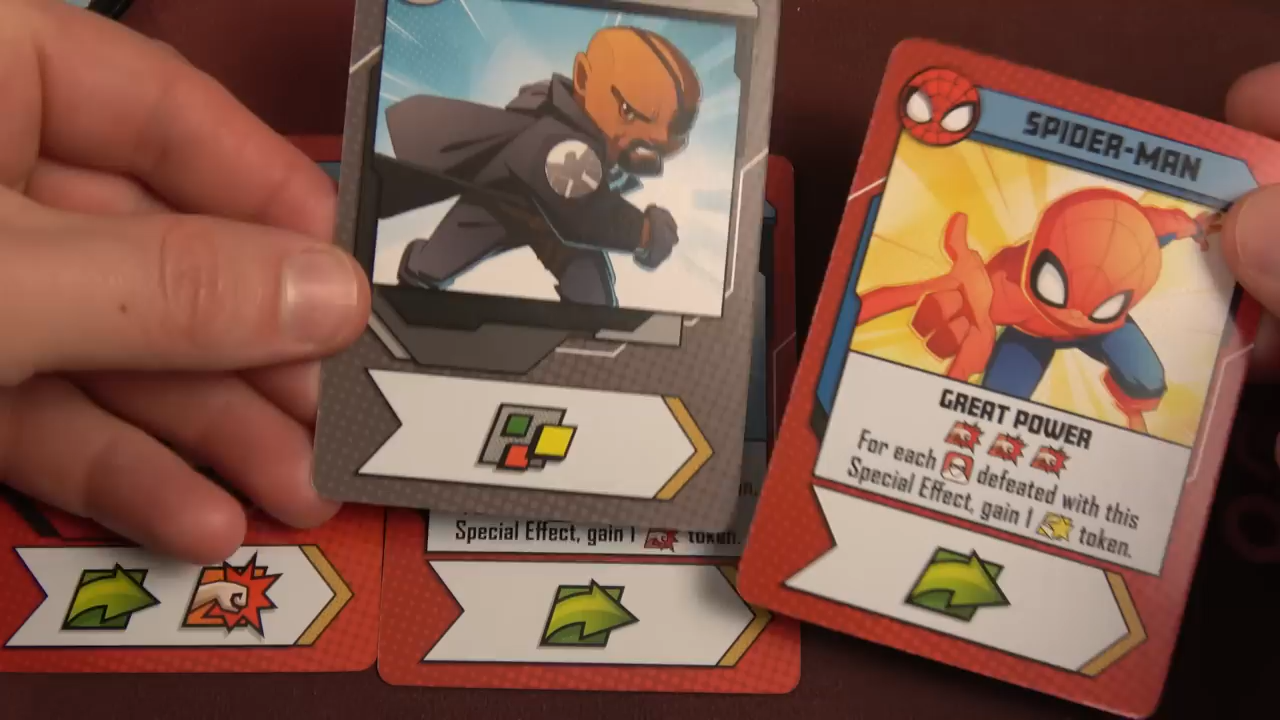 SPIDER-MAN
GREAT POWER
For each defeated with this
Special Effect, gain 1 token.
Special Effect, gain 1 token.